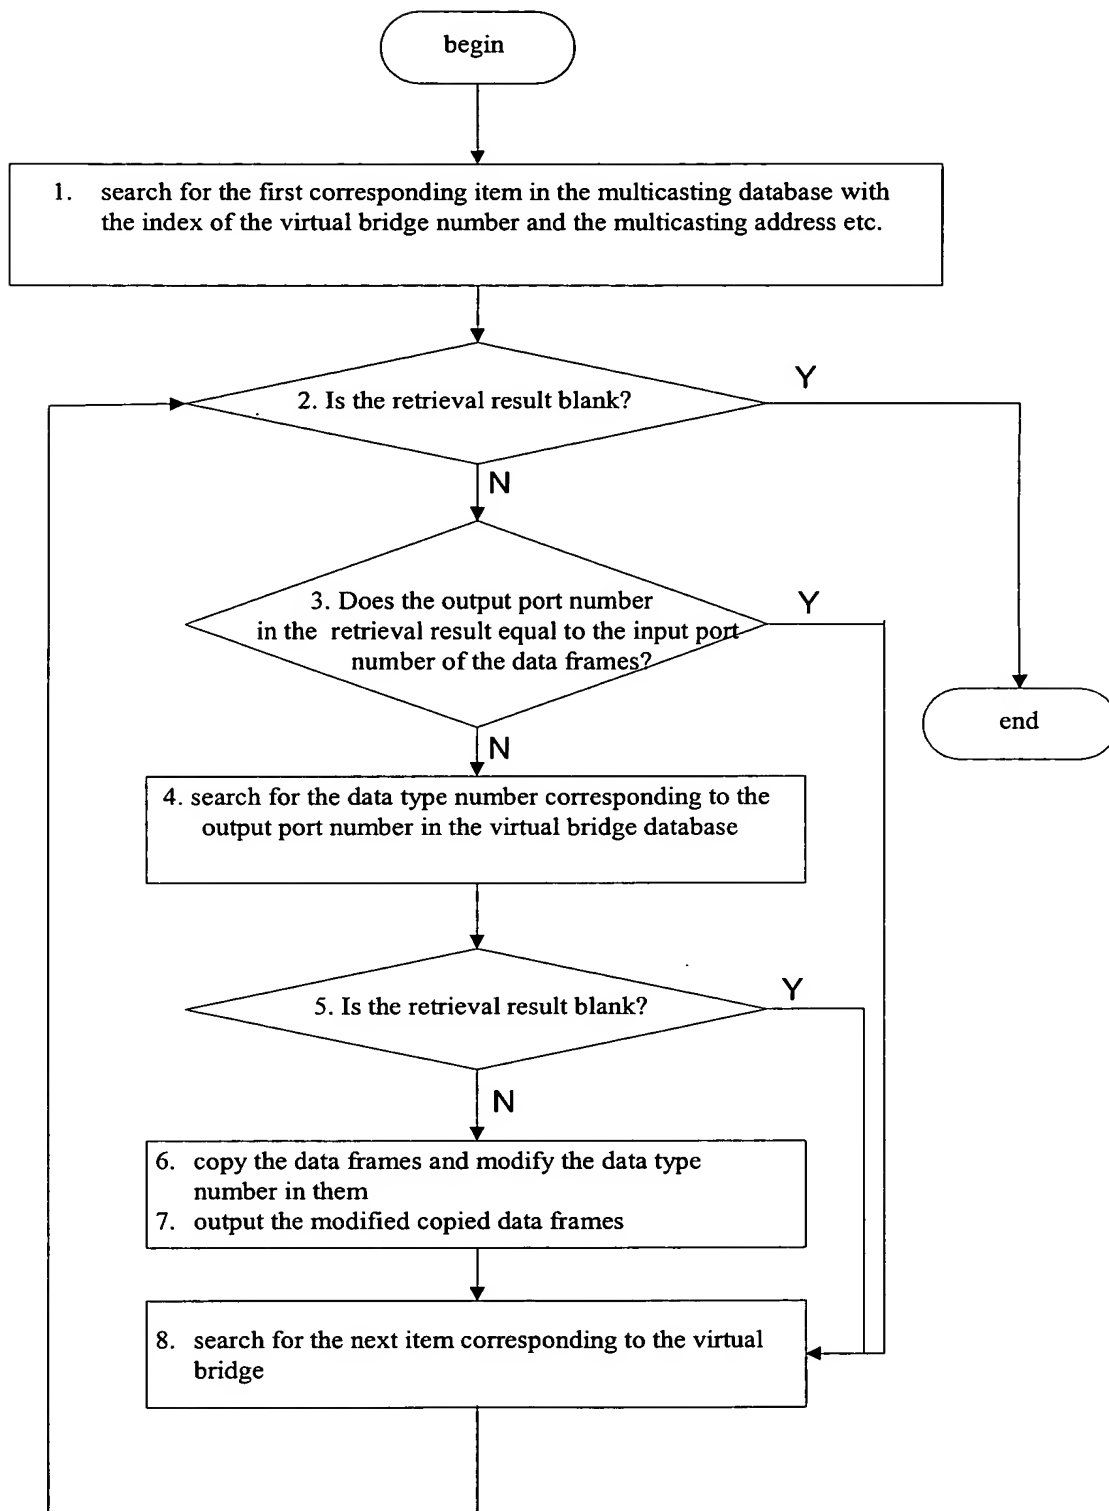 begin
1. search for the first corresponding item in the multicasting database with
the index of the virtual bridge number and the multicasting address etc.
2. Is the retrieval result blank?
Y
N
3. Does the output port number
in the retrieval result equal to the input port
number of the data frames?
Y
N
end
4. search for the data type number corresponding to the
output port number in the virtual bridge database
5. Is the retrieval result blank?
Y
N
6. copy the data frames and modify the data type
number in them
7. output the modified copied data frames
8. search for the next item corresponding to the virtual
bridge